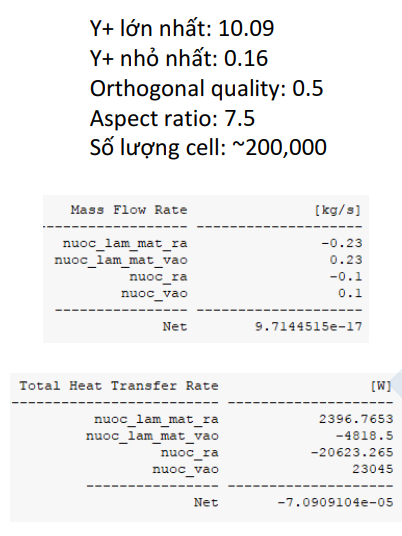 Y+ lớn nhất: 10.09
Y+ nhỏ nhất: 0.16
Orthogonal quality: 0.5
Aspect ratio: 7.5
Số lượng cell: ~200,000
Mass Flow Rate [kg/s]
-------------------------------- --------------------
nuoc_lam_mat_ra -0.23
nuoc_lam_mat_vao 0.23
nuoc_ra -0.1
nuoc_vao 0.1
---------------- --------------------
Net 9.7144515e-17
Total Heat Transfer Rate [W]
-------------------------------- --------------------
nuoc_lam_mat_ra 2396.7653
nuoc_lam_mat_vao -4818.5
nuoc_ra -20623.265
nuoc_vao 23045
---------------- --------------------
Net -7.0909104e-05